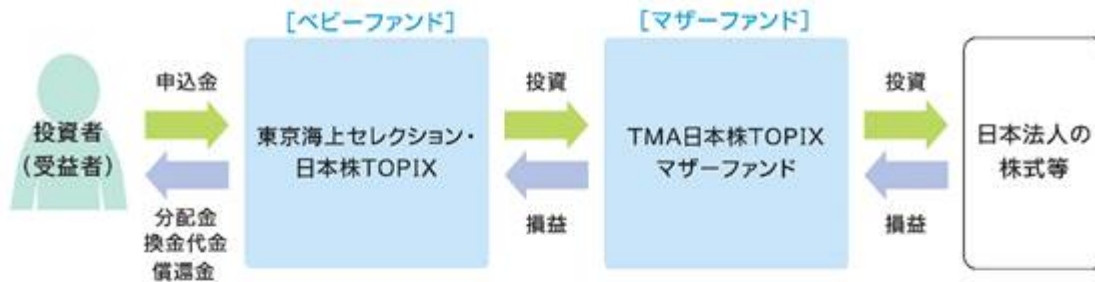 [ベビーファンド]
[マザーファンド]
投資者
(受益者)
申込金
分配金
換金代金
償還金
東京海上セレクション・
日本株TOPIX
投資
損益
TMA日本株TOPIX
マザーファンド
投資
損益
日本法人の
株式等